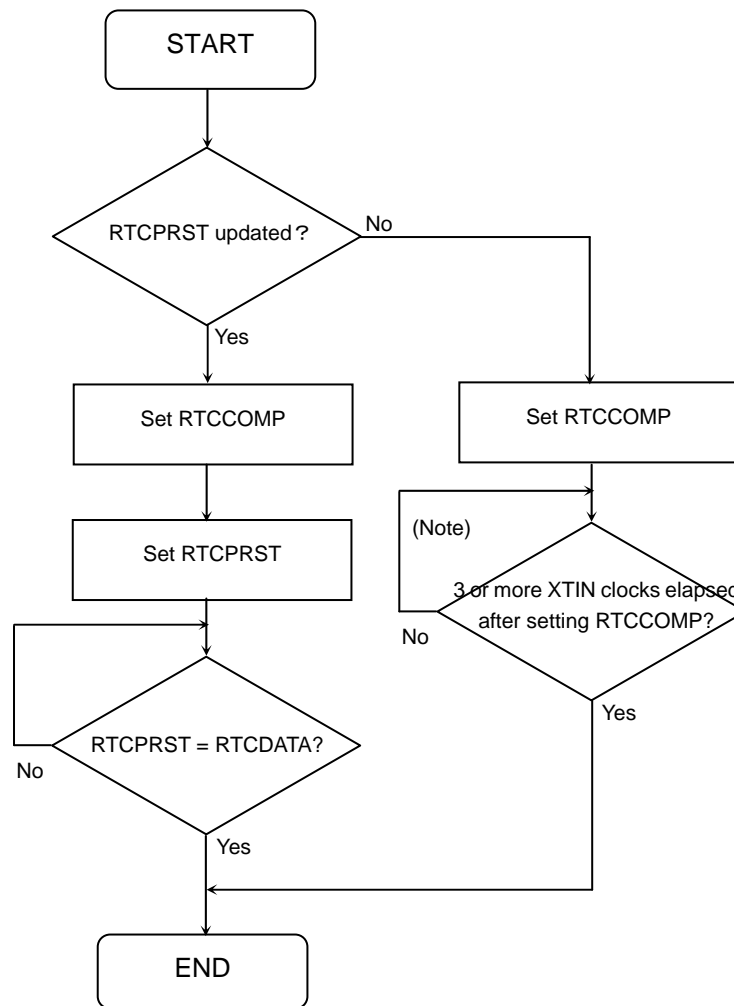 START
RTCPRST updated?
No
Yes
Set RTCCOMP
Set RTCCOMP
Set RTCPRST
(Note)
3 or more XTIN clocks elapsed
after setting RTCCOMP?
No
Yes
RTCPRST = RTCDATA?
No
Yes
END